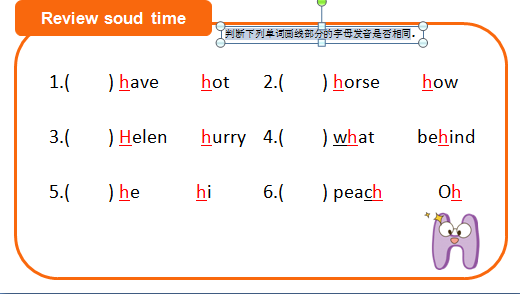 Review soud time
判断下列单词画线部分的字母发音是否相同.
1.( ) have hot 2.( ) horse how
3.( ) Helen hurry 4.( ) what behind
5.( ) he hi 6.( ) peach Oh